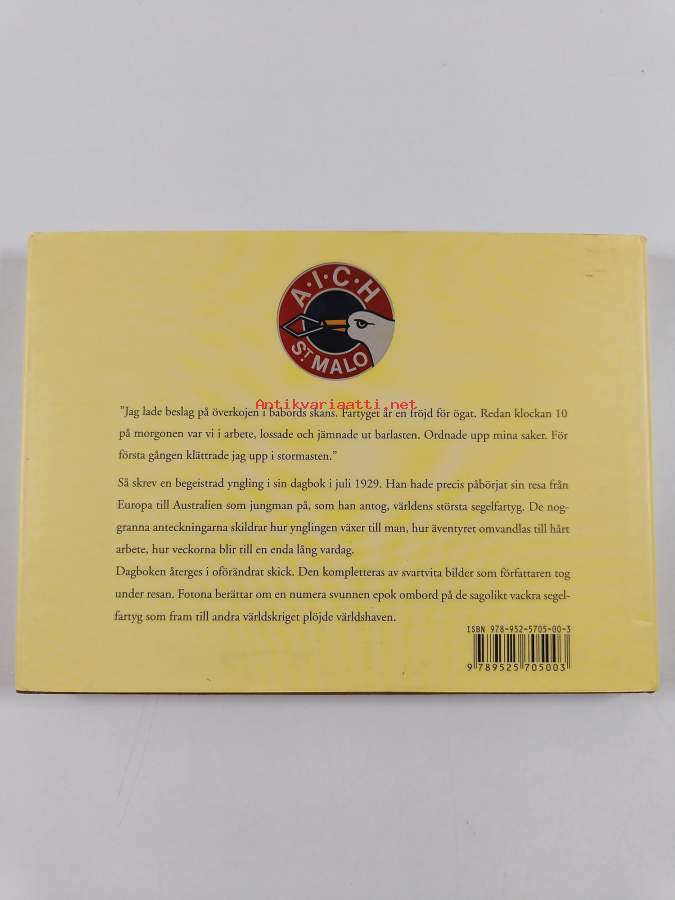 A·I·C·H
ST MALO
Antikvariaatti.net
"Jag lade beslag på överkojen i babords skans. Fartyget är en fröjd för ögat. Redan klockan 10
på morgonen var vi i arbete, lossade och jämnade ut barlasten. Ordnade upp mina saker. För
första gången klättrade jag upp i stormasten."
Så skrev en begeistrad yngling i sin dagbok i juli 1929. Han hade precis påbörjat sin resa från
Europa till Australien som jungman på, som han antog, världens största segelfartyg. De nog-
granna anteckningarna skildrar hur ynglingen växer till man, hur äventyret omvandlas till hårt
arbete, hur veckorna blir till en enda lång vardag.
Dagboken återges i oförändrat skick. Den kompletteras av svartvita bilder som författaren tog
under resan. Fotona berättar om en numera svunnen epok ombord på de sagolikt vackra segel-
fartyg som fram till andra världskriget plöjde världshaven.
ISBN 978-952-5705-00-3
9 789525 705003